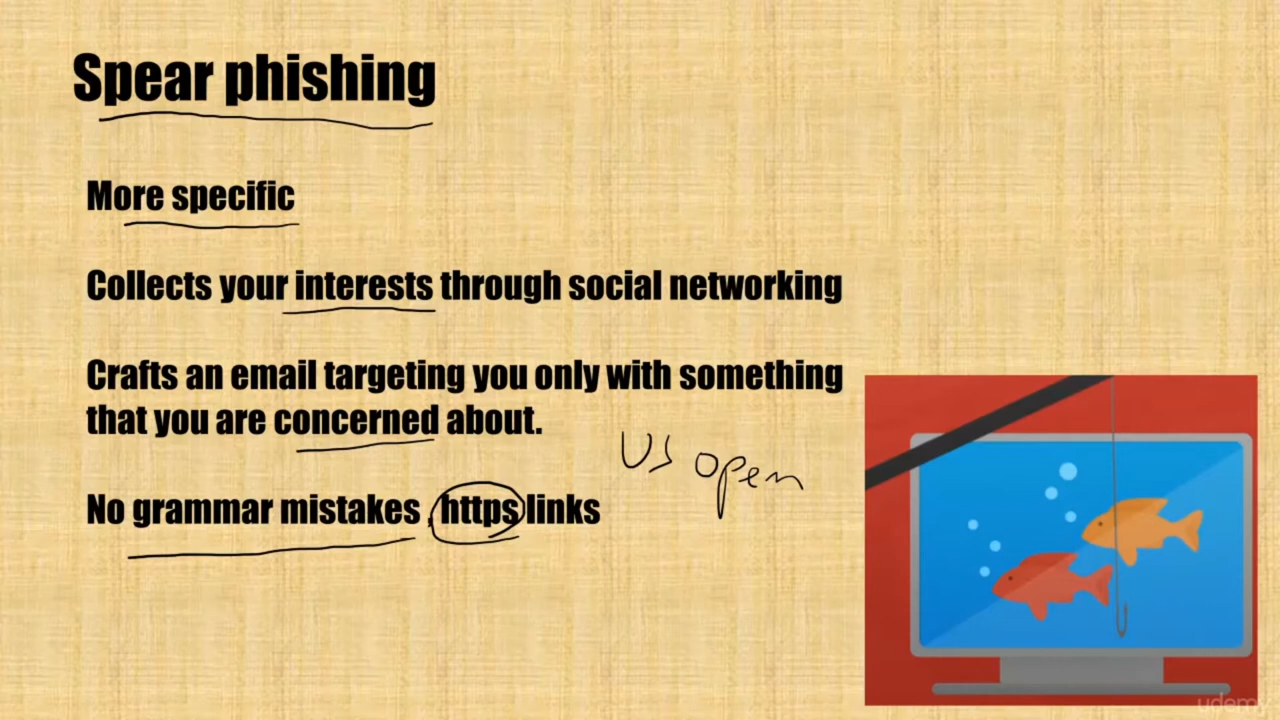 Spear phishing
More specific
Collects your interests through social networking
Crafts an email targeting you only with something
that you are concerned about.
US open
No grammar mistakes , https links
udemy